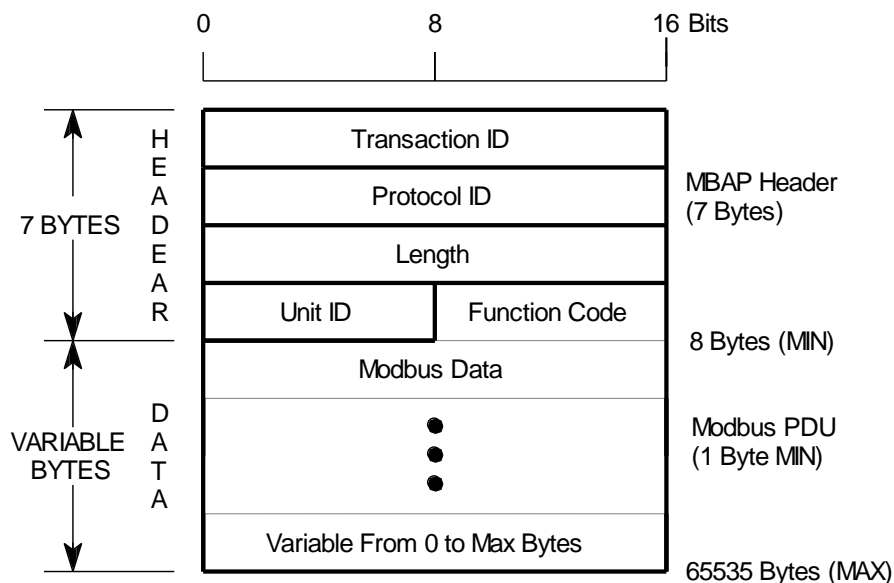 0 8 16 Bits
HEADEAR
Transaction ID
Protocol ID
MBAP Header
(7 Bytes)
7 BYTES
Length
Unit ID Function Code
8 Bytes (MIN)
Modbus Data
DATA
VARIABLE
BYTES
Modbus PDU
(1 Byte MIN)
Variable From 0 to Max Bytes
65535 Bytes (MAX)